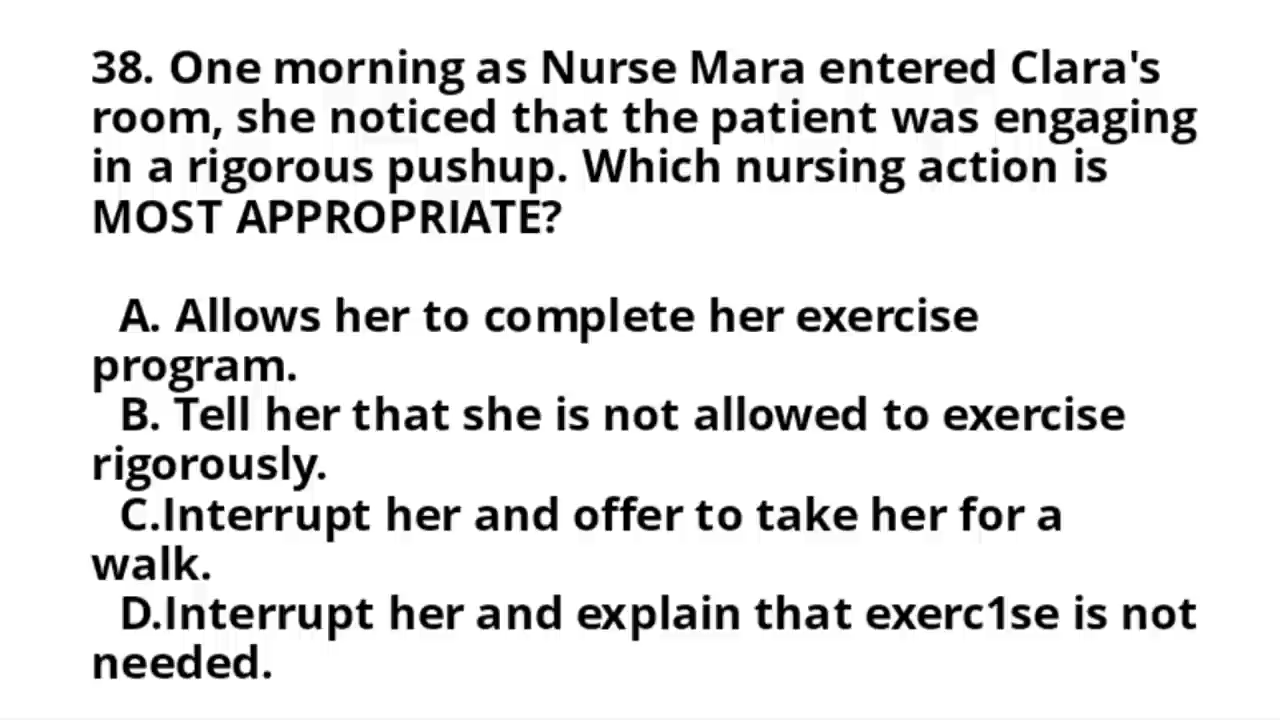 38. One morning as Nurse Mara entered Clara's
room, she noticed that the patient was engaging
in a rigorous pushup. Which nursing action is
MOST APPROPRIATE?
A. Allows her to complete her exercise
program.
B. Tell her that she is not allowed to exercise
rigorously.
C.Interrupt her and offer to take her for a
walk.
D.Interrupt her and explain that exerc1se is not
needed.